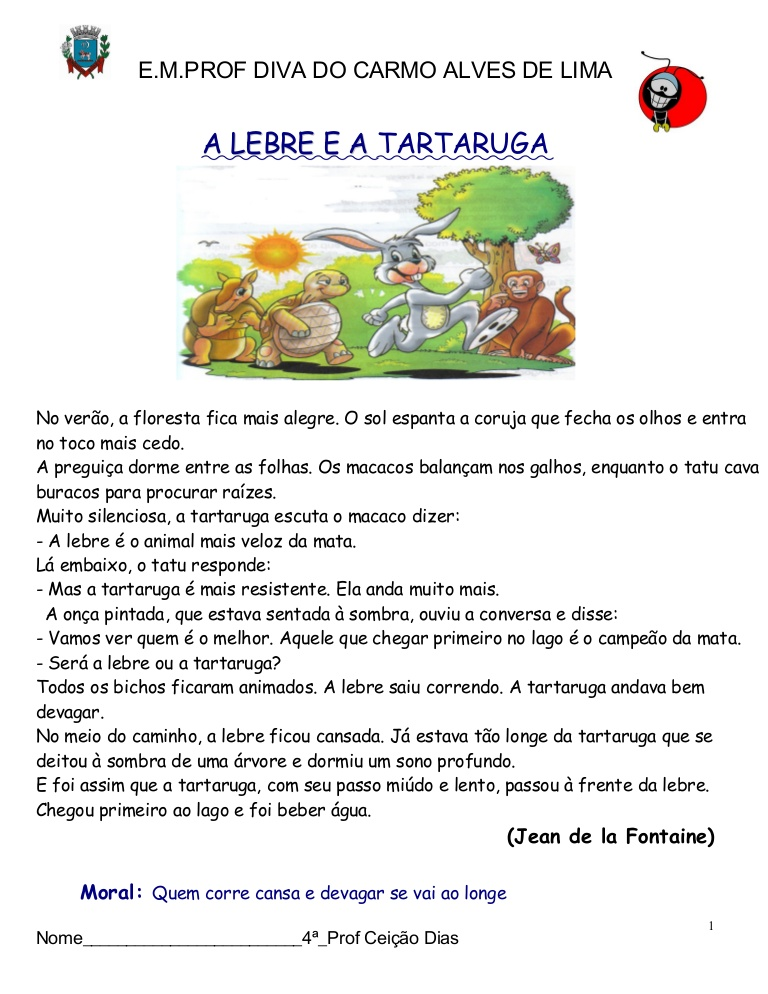 E.M.PROF DIVA DO CARMO ALVES DE LIMA
A LEBRE E A TARTARUGA
No verão, a floresta fica mais alegre. O sol espanta a coruja que fecha os olhos e entra
no toco mais cedo.
A preguiça dorme entre as folhas. Os macacos balançam nos galhos, enquanto o tatu cava
buracos para procurar raízes.
Muito silenciosa, a tartaruga escuta o macaco dizer:
- A lebre é o animal mais veloz da mata.
Lá embaixo, o tatu responde:
- Mas a tartaruga é mais resistente. Ela anda muito mais.
A onça pintada, que estava sentada à sombra, ouviu a conversa e disse:
- Vamos ver quem é o melhor. Aquele que chegar primeiro no lago é o campeão da mata.
- Será a lebre ou a tartaruga?
Todos os bichos ficaram animados. A lebre saiu correndo. A tartaruga andava bem
devagar.
No meio do caminho, a lebre ficou cansada. Já estava tão longe da tartaruga que se
deitou à sombra de uma árvore e dormiu um sono profundo.
E foi assim que a tartaruga, com seu passo miúdo e lento, passou à frente da lebre.
Chegou primeiro ao lago e foi beber água.
(Jean de la Fontaine)
Moral: Quem corre cansa e devagar se vai ao longe
1
Nome_________________________4ª_Prof Ceição Dias